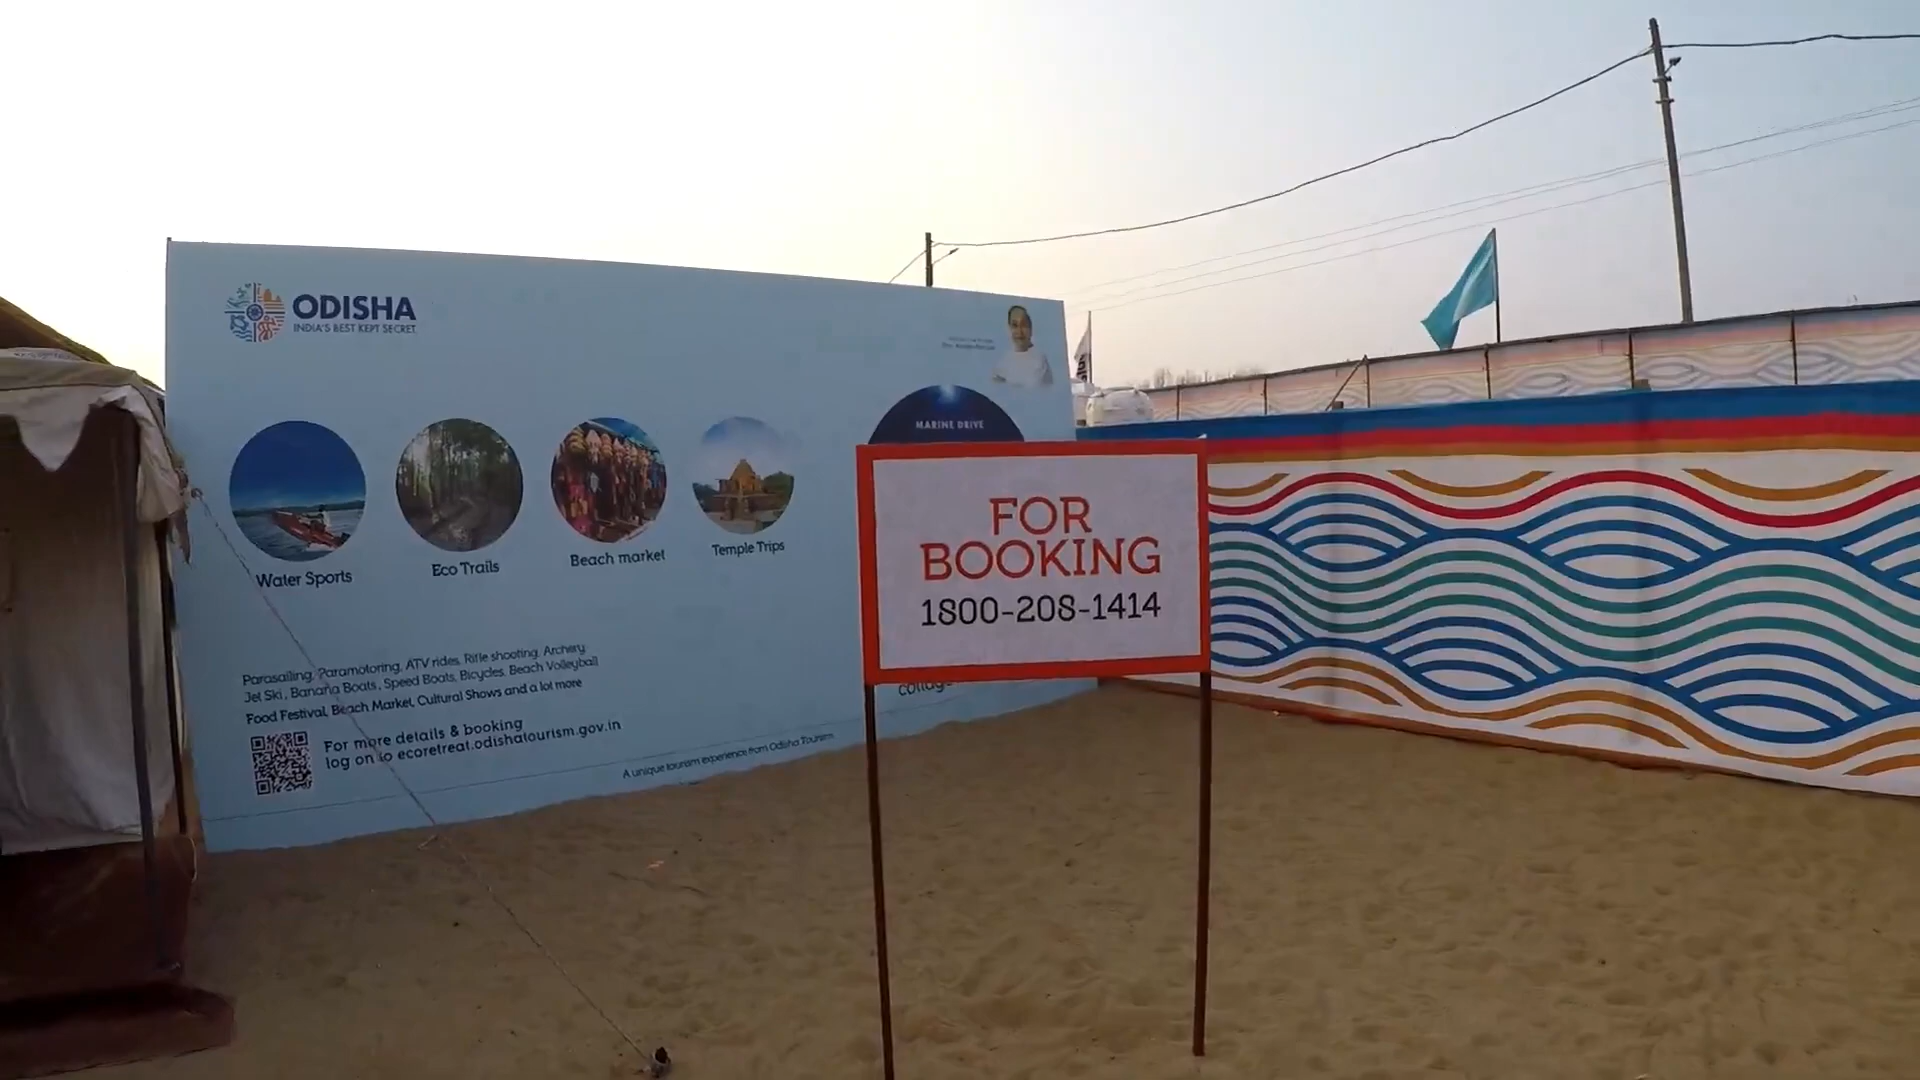 ODISHA
INDIA'S BEST KEPT SECRET
MARINE DRIVE
Water Sports
Eco Trails
Beach market
Temple Trips
FOR
BOOKING
1800-208-1414
Parasailing, Paramotoring, ATV rides, Rifle shooting, Archery
Jet Ski, Banana Boats, Speed Boats, Bicycles, Beach Volleyball
Food Festival, Beach Market, Cultural Shows and a lot more
For more details & booking
log on to ecoretreat.odishatourism.gov.in
A unique tourism experience from Odisha Tourism